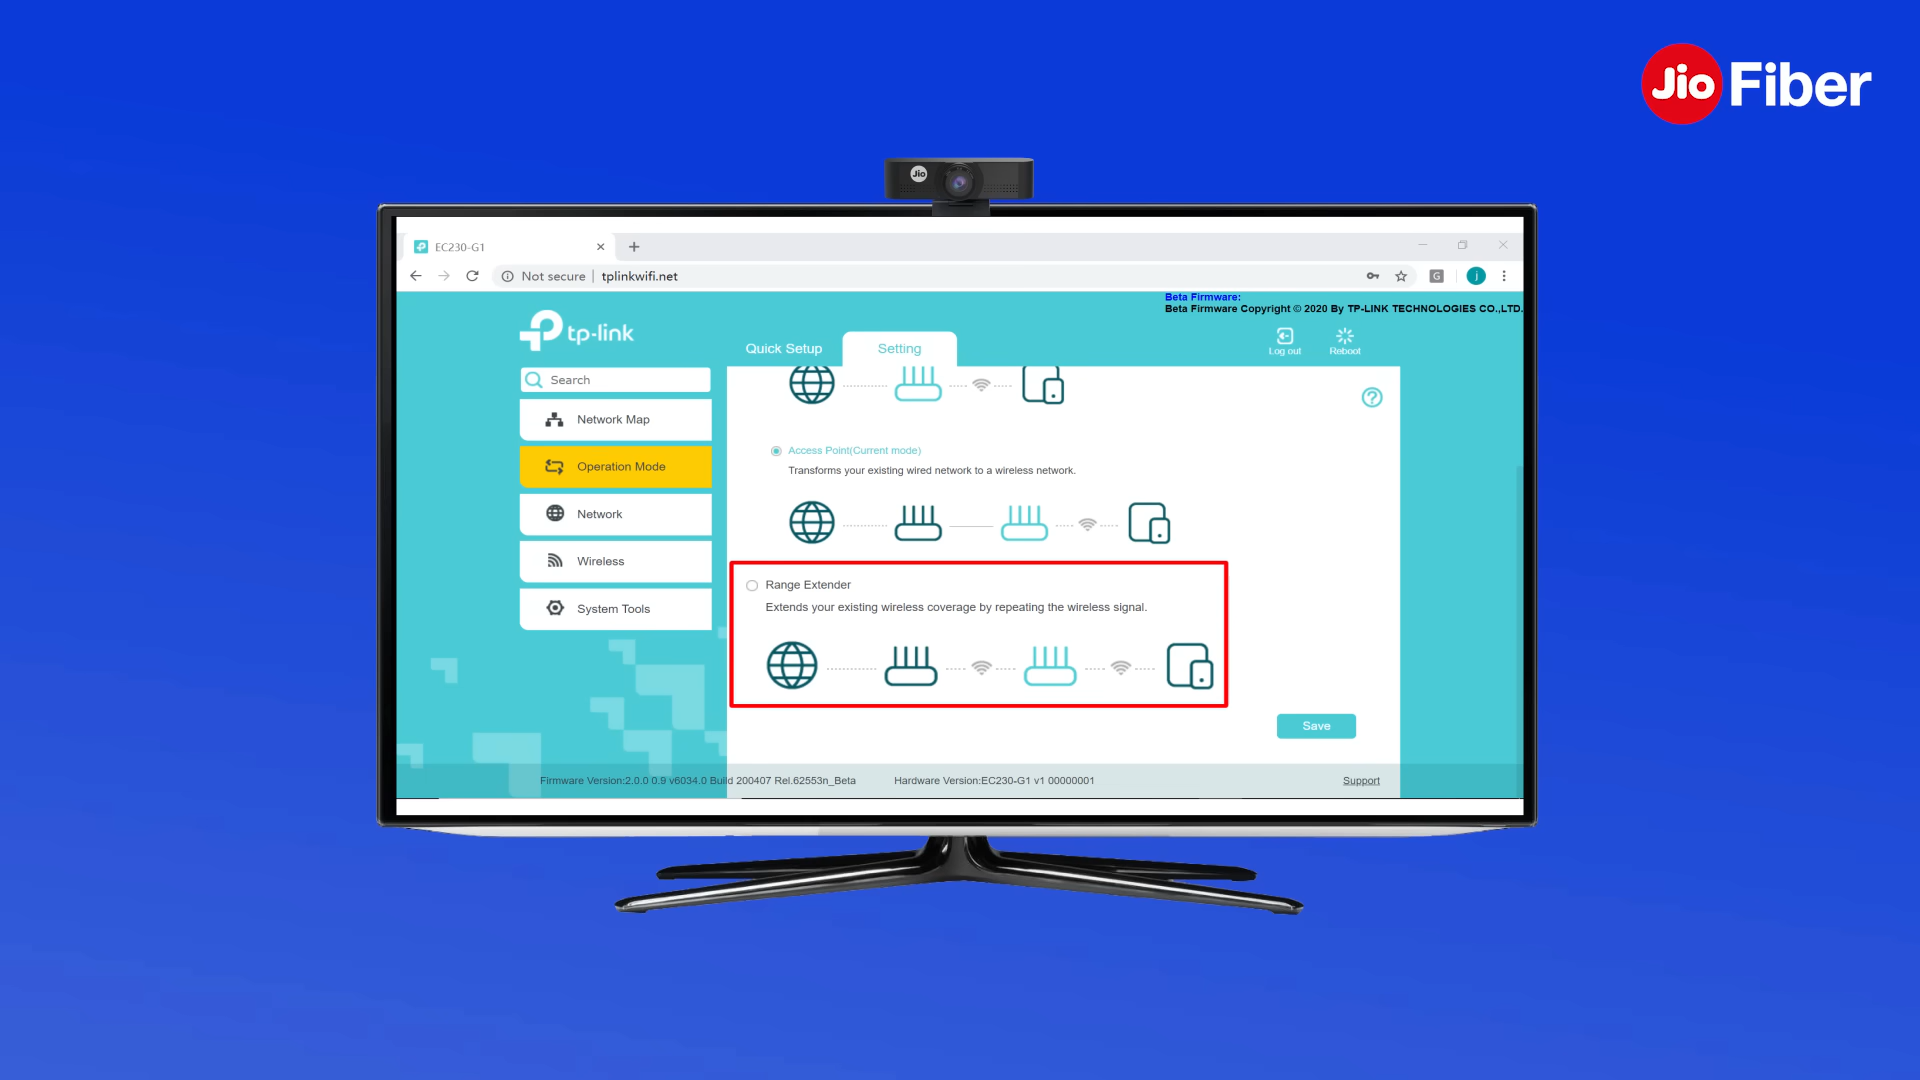 Jio Fiber
Jio
EC230-G1
Not secure | tplinkwifi.net
G
j
Beta Firmware:
Beta Firmware Copyright © 2020 By TP-LINK TECHNOLOGIES CO.,LTD.
tp-link
Quick Setup
Setting
Log out
Reboot
Search
Network Map
Operation Mode
Network
Wireless
System Tools
?
Access Point(Current mode)
Transforms your existing wired network to a wireless network.
Range Extender
Extends your existing wireless coverage by repeating the wireless signal.
Save
Firmware Version:2.0.0 0.9 v6034.0 Build 200407 Rel.62553n_Beta
Hardware Version:EC230-G1 v1 00000001
Support